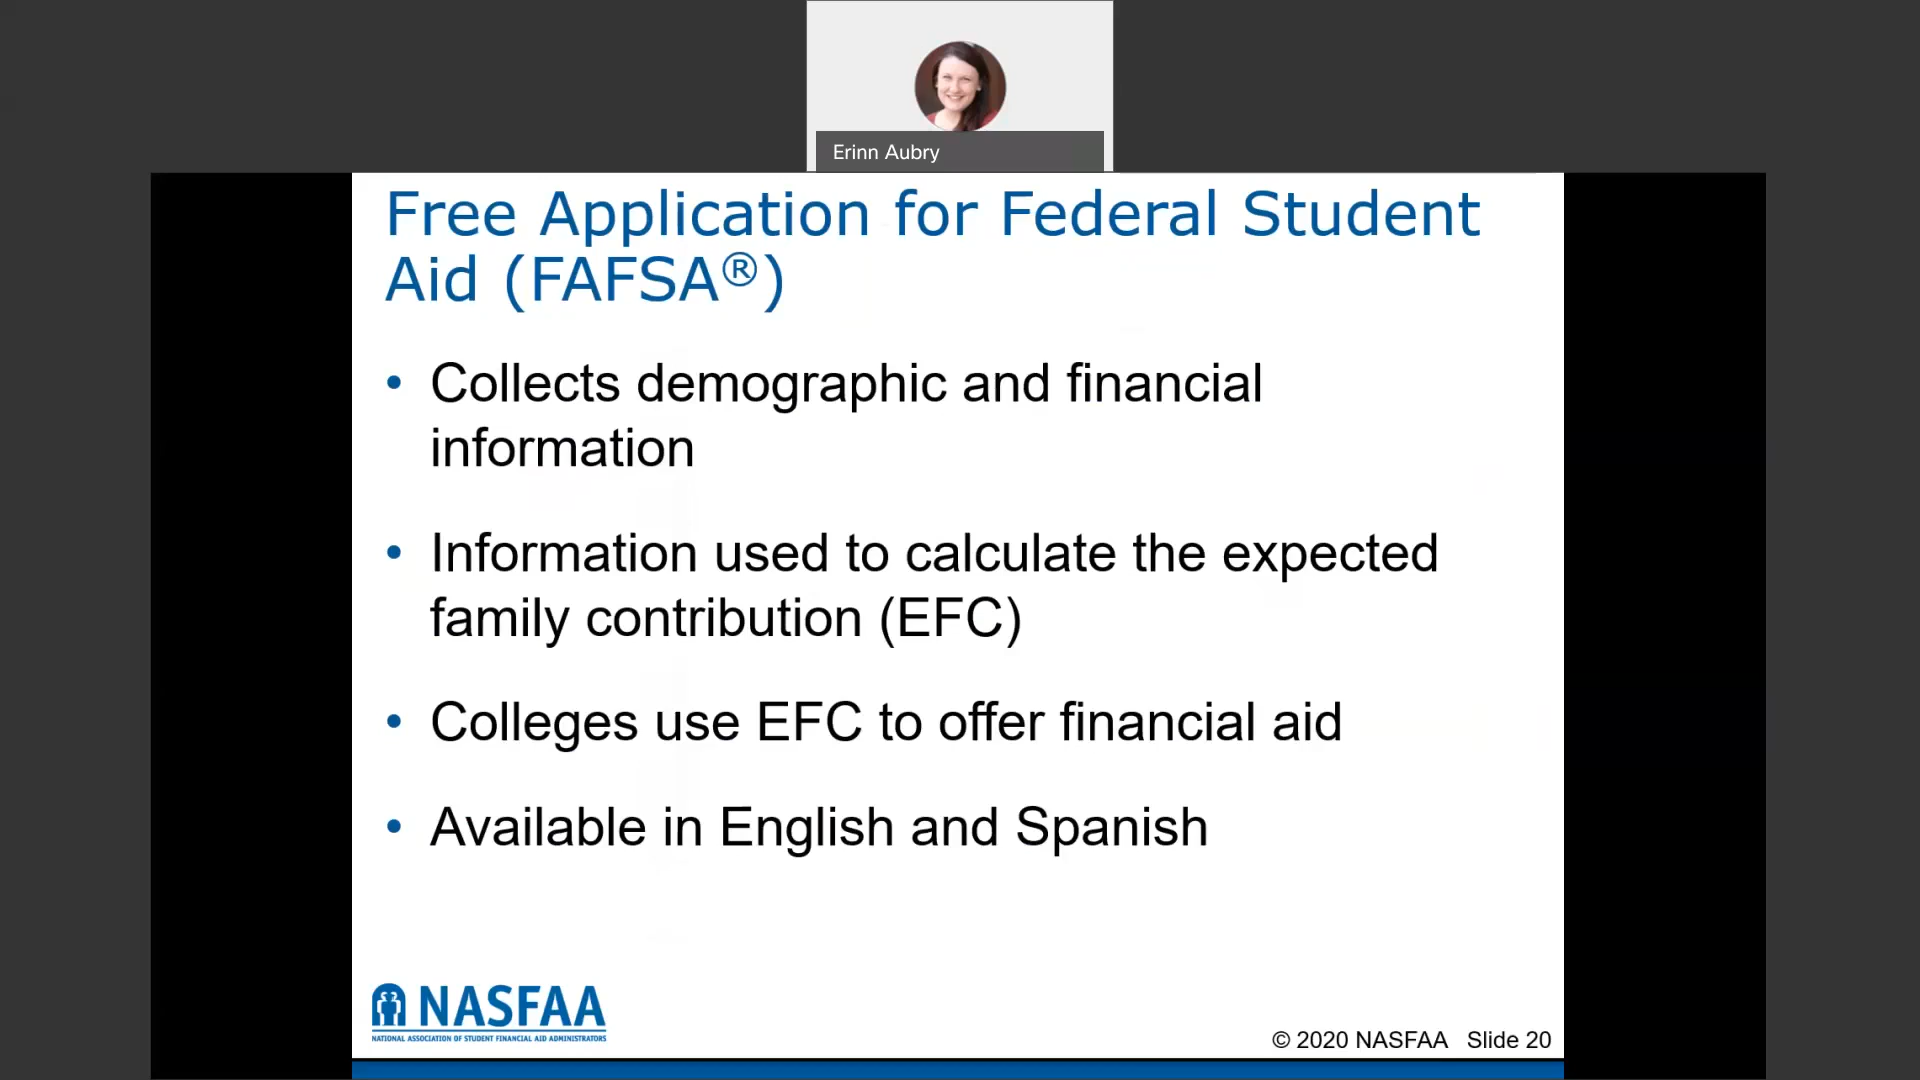 Erinn Aubry
Free Application for Federal Student
Aid (FAFSA®)
• Collects demographic and financial
information
• Information used to calculate the expected
family contribution (EFC)
• Colleges use EFC to offer financial aid
• Available in English and Spanish
NASFAA
NATIONAL ASSOCIATION OF STUDENT FINANCIAL AID ADMINISTRATORS
© 2020 NASFAA Slide 20